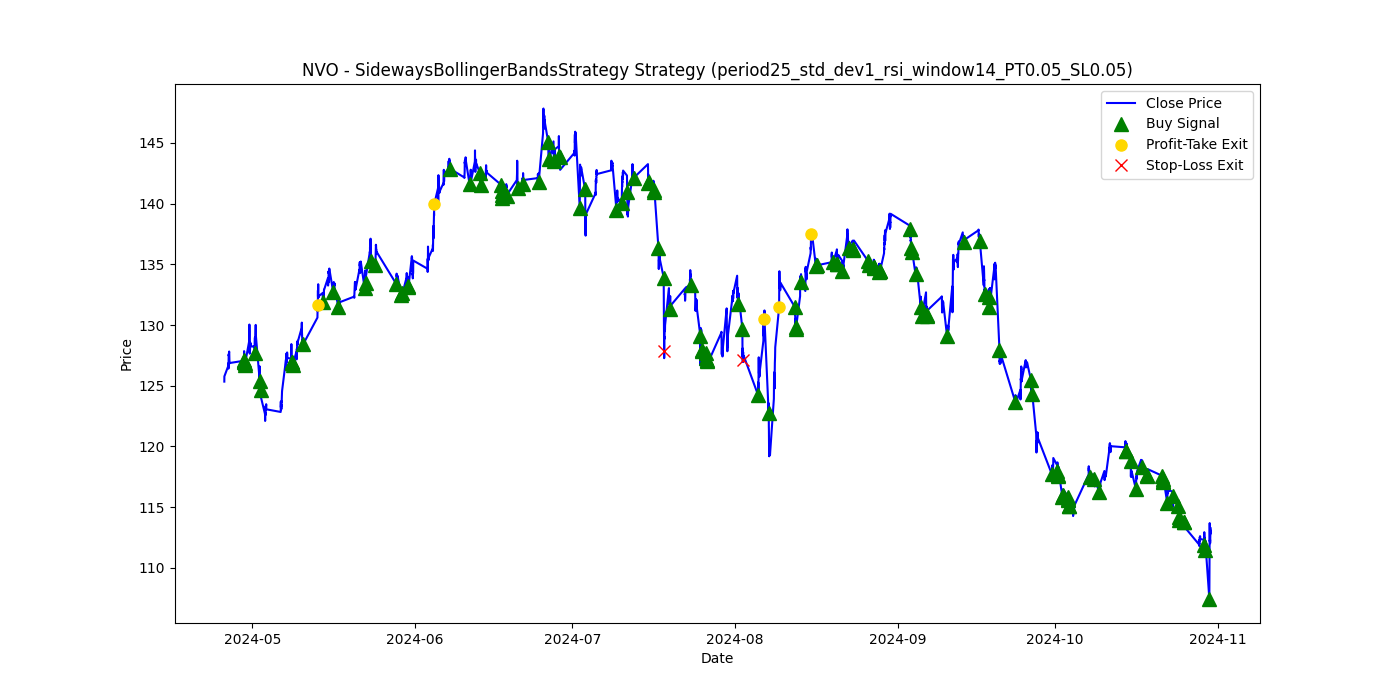 NVO - SidewaysBollingerBandsStrategy Strategy (period25_std_dev1_rsi_window14_PT0.05_SL0.05)
Close Price
Buy Signal
Profit-Take Exit
Stop-Loss Exit
Price
145
140
135
130
125
120
115
110
2024-05
2024-06
2024-07
2024-08
2024-09
2024-10
2024-11
Date